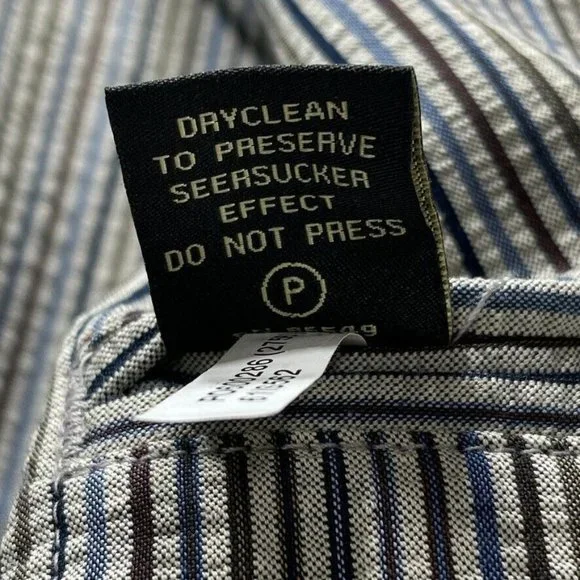 DRYCLEAN
TO PRESERVE
SEERSUCKER
EFFECT
DO NOT PRESS
P